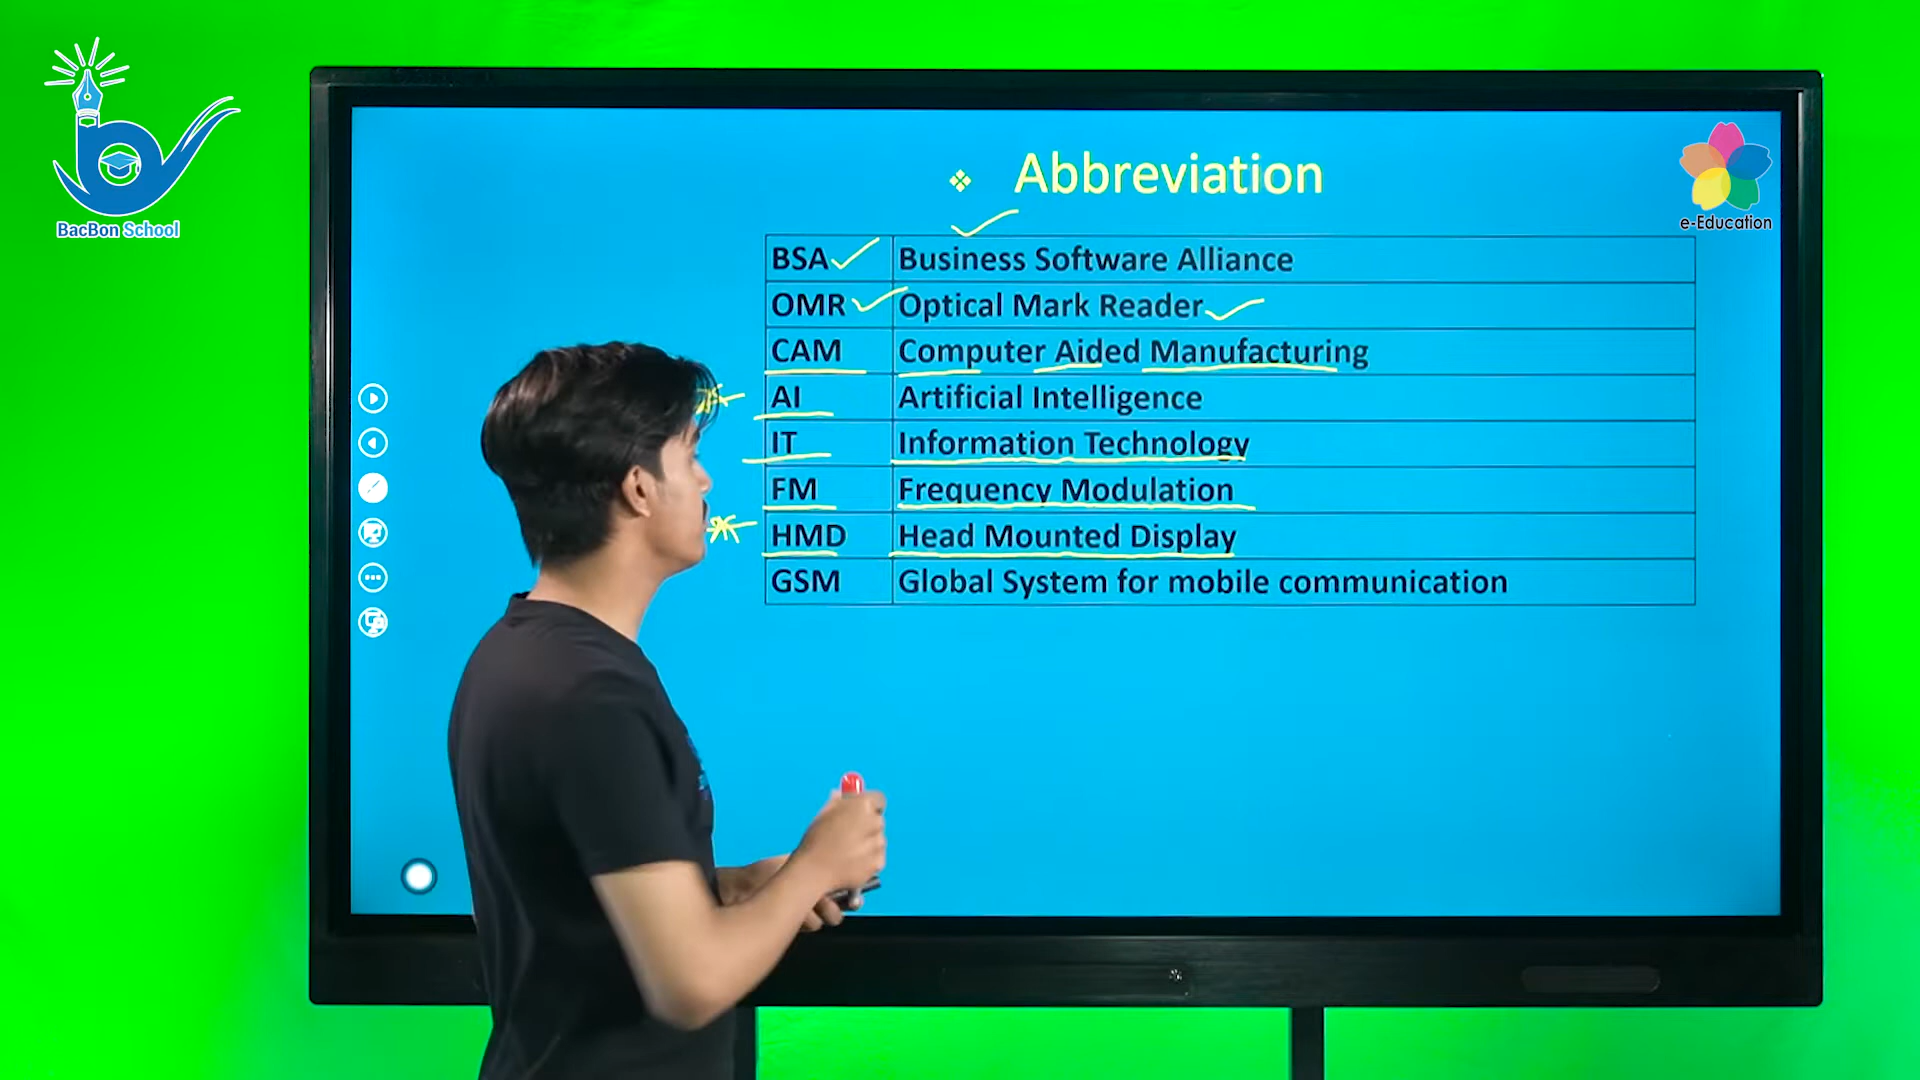 BacBon School
❖ Abbreviation
e-Education
BSA Business Software Alliance
OMR Optical Mark Reader
CAM Computer Aided Manufacturing
AI Artificial Intelligence
IT Information Technology
FM Frequency Modulation
HMD Head Mounted Display
GSM Global System for mobile communication